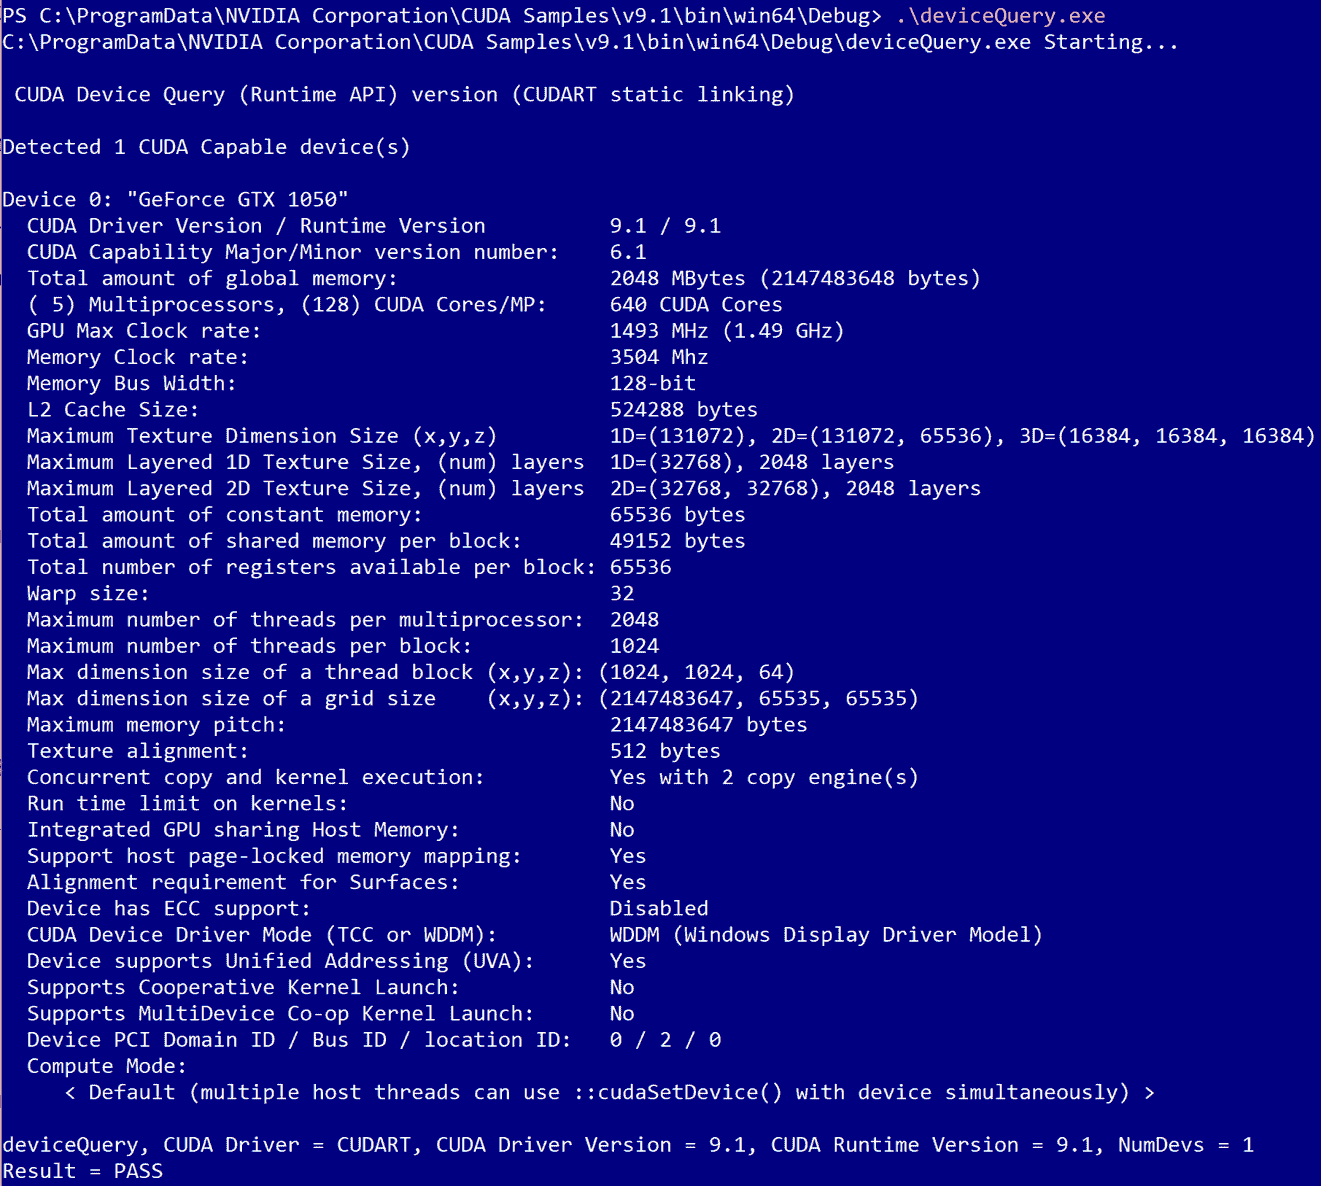 PS C:\ProgramData\NVIDIA Corporation\CUDA Samples\v9.1\bin\win64\Debug> .\deviceQuery.exe
C:\ProgramData\NVIDIA Corporation\CUDA Samples\v9.1\bin\win64\Debug\deviceQuery.exe Starting...
CUDA Device Query (Runtime API) version (CUDART static linking)
Detected 1 CUDA Capable device(s)
Device 0: "GeForce GTX 1050"
CUDA Driver Version / Runtime Version 9.1 / 9.1
CUDA Capability Major/Minor version number: 6.1
Total amount of global memory: 2048 MBytes (2147483648 bytes)
( 5) Multiprocessors, (128) CUDA Cores/MP: 640 CUDA Cores
GPU Max Clock rate: 1493 MHz (1.49 GHz)
Memory Clock rate: 3504 Mhz
Memory Bus Width: 128-bit
L2 Cache Size: 524288 bytes
Maximum Texture Dimension Size (x,y,z) 1D=(131072), 2D=(131072, 65536), 3D=(16384, 16384, 16384)
Maximum Layered 1D Texture Size, (num) layers 1D=(32768), 2048 layers
Maximum Layered 2D Texture Size, (num) layers 2D=(32768, 32768), 2048 layers
Total amount of constant memory: 65536 bytes
Total amount of shared memory per block: 49152 bytes
Total number of registers available per block: 65536
Warp size: 32
Maximum number of threads per multiprocessor: 2048
Maximum number of threads per block: 1024
Max dimension size of a thread block (x,y,z): (1024, 1024, 64)
Max dimension size of a grid size (x,y,z): (2147483647, 65535, 65535)
Maximum memory pitch: 2147483647 bytes
Texture alignment: 512 bytes
Concurrent copy and kernel execution: Yes with 2 copy engine(s)
Run time limit on kernels: No
Integrated GPU sharing Host Memory: No
Support host page-locked memory mapping: Yes
Alignment requirement for Surfaces: Yes
Device has ECC support: Disabled
CUDA Device Driver Mode (TCC or WDDM): WDDM (Windows Display Driver Model)
Device supports Unified Addressing (UVA): Yes
Supports Cooperative Kernel Launch: No
Supports MultiDevice Co-op Kernel Launch: No
Device PCI Domain ID / Bus ID / location ID: 0 / 2 / 0
Compute Mode:
< Default (multiple host threads can use ::cudaSetDevice() with device simultaneously) >
deviceQuery, CUDA Driver = CUDART, CUDA Driver Version = 9.1, CUDA Runtime Version = 9.1, NumDevs = 1
Result = PASS